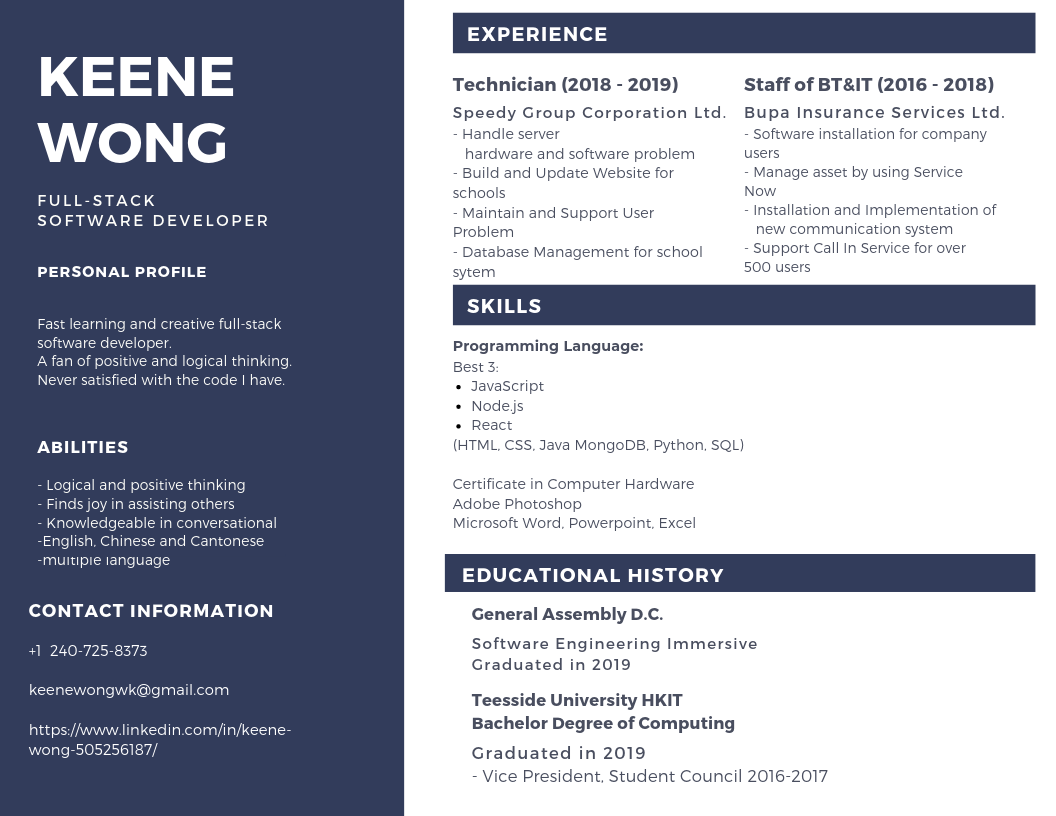 KEENE
WONG
FULL-STACK
SOFTWARE DEVELOPER
PERSONAL PROFILE
Fast learning and creative full-stack
software developer.
A fan of positive and logical thinking.
Never satisfied with the code I have.
ABILITIES
- Logical and positive thinking
- Finds joy in assisting others
- Knowledgeable in conversational
-English, Chinese and Cantonese
-multiple language
CONTACT INFORMATION
+1 240-725-8373
keenewongwk@gmail.com
https://www.linkedin.com/in/keene-
wong-505256187/
EXPERIENCE
Technician (2018 - 2019)
Speedy Group Corporation Ltd.
- Handle server
hardware and software problem
- Build and Update Website for
schools
- Maintain and Support User
Problem
- Database Management for school
sytem
Staff of BT&IT (2016 - 2018)
Bupa Insurance Services Ltd.
- Software installation for company
users
- Manage asset by using Service
Now
- Installation and Implementation of
new communication system
- Support Call In Service for over
500 users
SKILLS
Programming Language:
Best 3:
• JavaScript
• Node.js
• React
(HTML, CSS, Java MongoDB, Python, SQL)
Certificate in Computer Hardware
Adobe Photoshop
Microsoft Word, Powerpoint, Excel
EDUCATIONAL HISTORY
General Assembly D.C.
Software Engineering Immersive
Graduated in 2019
Teesside University HKIT
Bachelor Degree of Computing
Graduated in 2019
- Vice President, Student Council 2016-2017